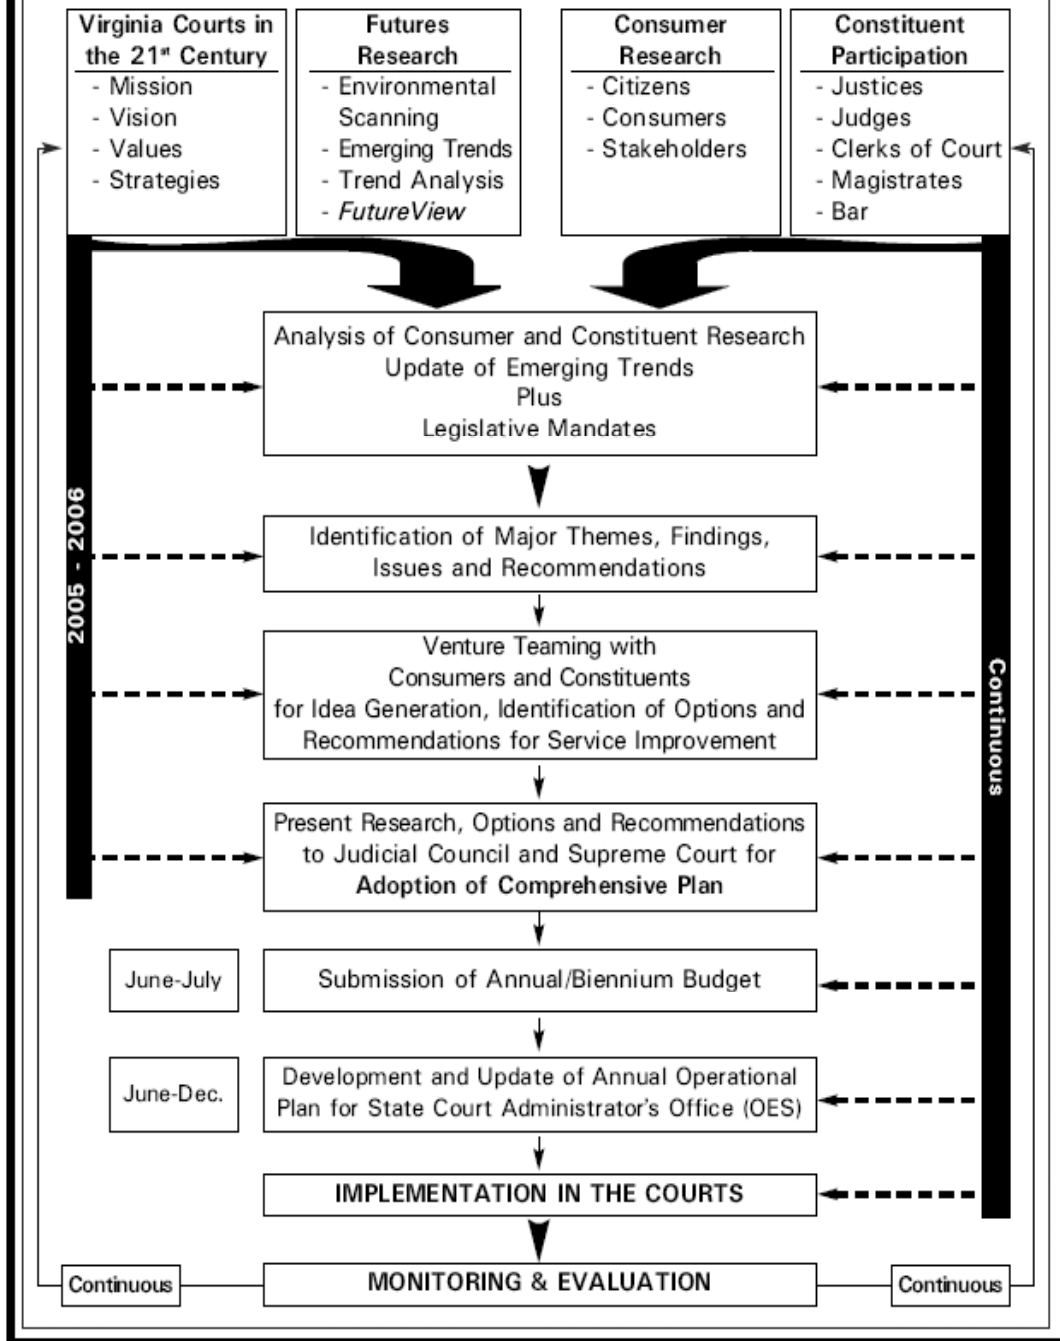 Virginia Courts in
the 21st Century
- Mission
- Vision
- Values
- Strategies
Futures
Research
- Environmental
Scanning
- Emerging Trends
- Trend Analysis
- FutureView
Consumer
Research
- Citizens
- Consumers
- Stakeholders
Constituent
Participation
- Justices
- Judges
- Clerks of Court
- Magistrates
- Bar
Analysis of Consumer and Constituent Research
Update of Emerging Trends
Plus
Legislative Mandates
2005 - 2006
Identification of Major Themes, Findings,
Issues and Recommendations
Venture Teaming with
Consumers and Constituents
for Idea Generation, Identification of Options and
Recommendations for Service Improvement
Continuous
Present Research, Options and Recommendations
to Judicial Council and Supreme Court for
Adoption of Comprehensive Plan
June-July
Submission of Annual/Biennium Budget
June-Dec.
Development and Update of Annual Operational
Plan for State Court Administrator's Office (OES)
IMPLEMENTATION IN THE COURTS
Continuous
MONITORING & EVALUATION
Continuous